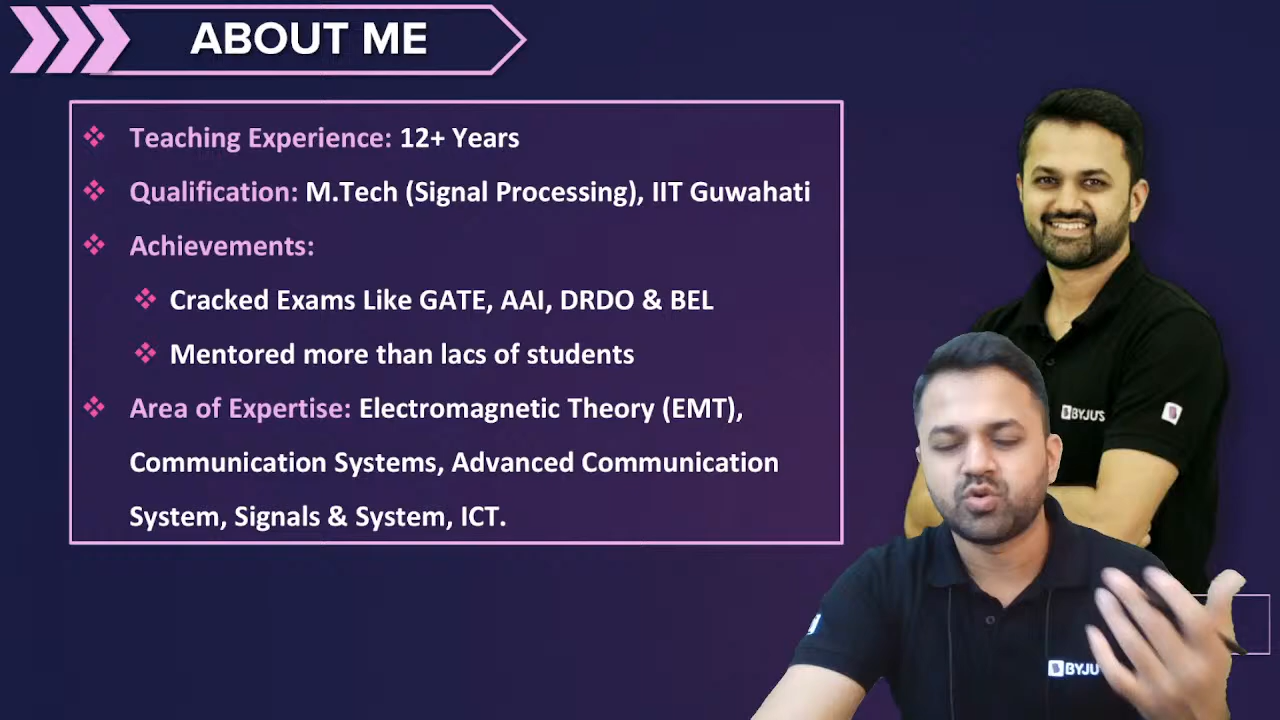 ABOUT ME
Teaching Experience: 12+ Years
Qualification: M.Tech (Signal Processing), IIT Guwahati
Achievements:
Cracked Exams Like GATE, AAI, DRDO & BEL
Mentored more than lacs of students
Area of Expertise: Electromagnetic Theory (EMT),
Communication Systems, Advanced Communication
System, Signals & System, ICT.
BYJU'S
BYJU